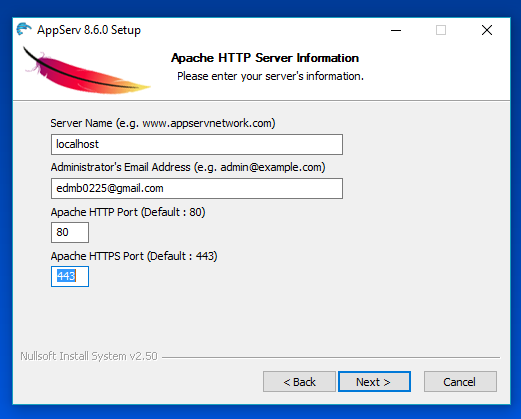 AppServ 8.6.0 Setup
Apache HTTP Server Information
Please enter your server's information.
Server Name (e.g. www.appservnetwork.com)
localhost
Administrator's Email Address (e.g. admin@example.com)
edmb0225@gmail.com
Apache HTTP Port (Default : 80)
80
Apache HTTPS Port (Default : 443)
443
Nullsoft Install System v2.50
< Back Next > Cancel